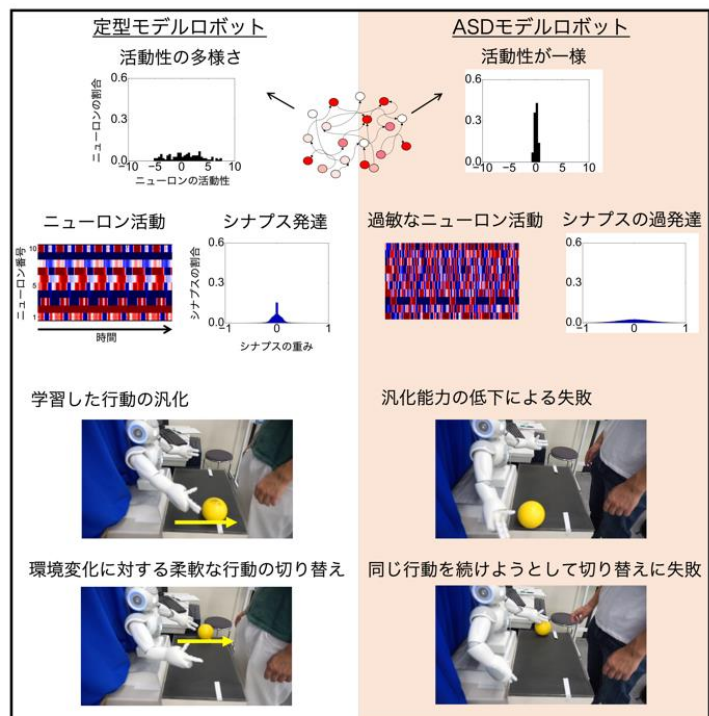 定型モデルロボット
ASDモデルロボット
活動性の多様さ
活動性が一様
ニューロンの割合
0.6
0.3
0.0
-10
-5
0
5
10
ニューロンの活動性
0.6
0.3
0.0
-10
-5
0
5
10
ニューロン活動
シナプス発達
過敏なニューロン活動
シナプスの過発達
ニューロン番号
10
5
1
時間
シナプスの割合
0.6
0.3
0.0
-1
0
1
シナプスの重み
0.6
0.3
0.0
-1
0
1
学習した行動の汎化
汎化能力の低下による失敗
環境変化に対する柔軟な行動の切り替え
同じ行動を続けようとして切り替えに失敗